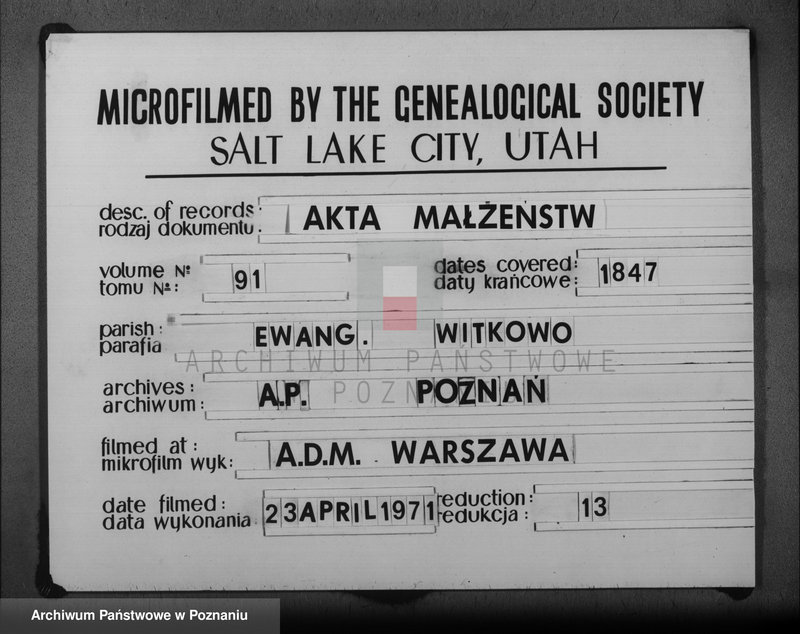 MICROFILMED BY THE GENEALOGICAL SOCIETY
SALT LAKE CITY, UTAH
desc. of records:
rodzaj dokumentu:
AKTA MAŁŻEŃSTW
volume №
tomu №:
91
dates covered:
daty krańcowe:
1847
parish:
parafia
EWANG. WITKOWO
ARCHIWUM PAŃSTWOWE
archives:
archiwum:
A.P. POZNAŃ
W POZNANIU
filmed at:
mikrofilm wyk:
A.D.M. WARSZAWA
date filmed:
data wykonania
23APRIL1971
reduction:
redukcja:
13
Archiwum Państwowe w Poznaniu